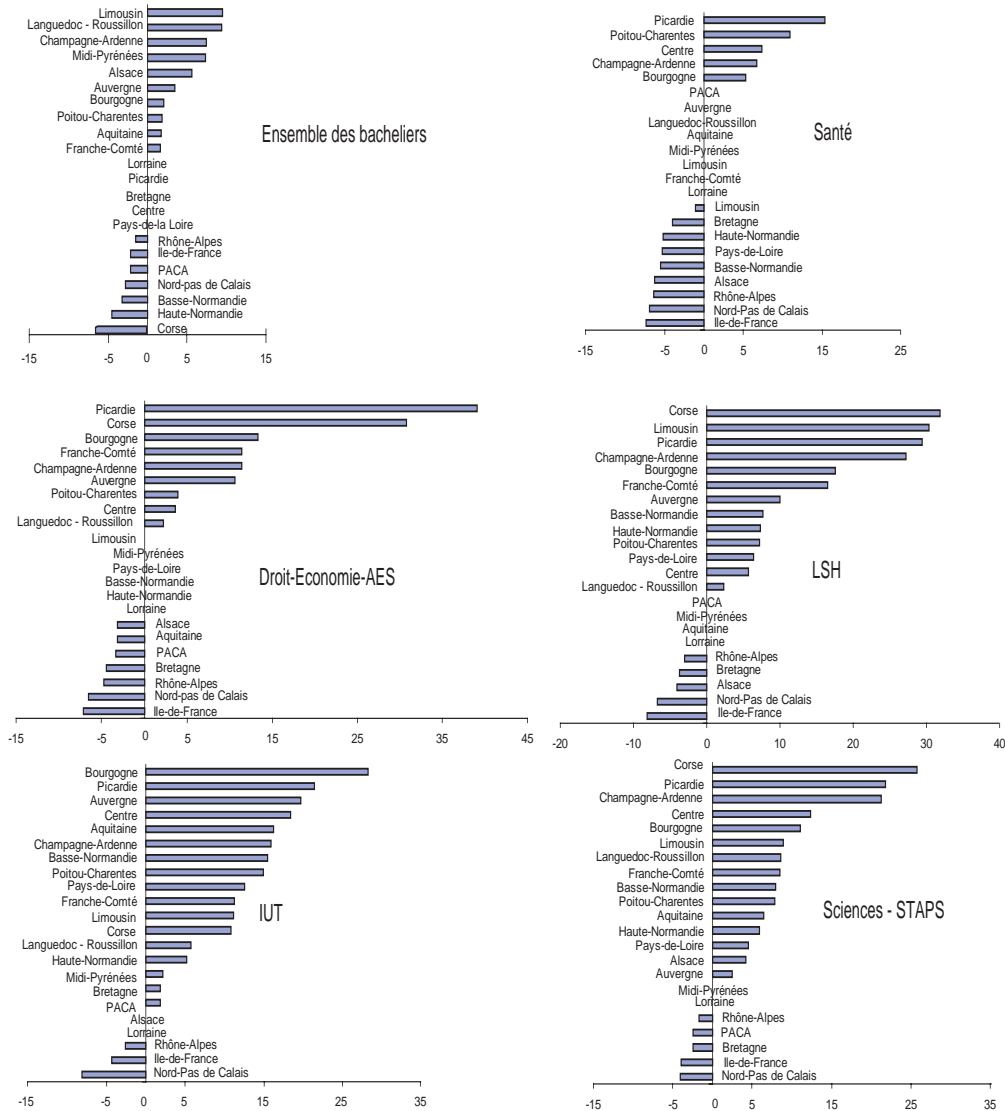 Limousin
Languedoc - Roussillon
Champagne-Ardenne
Midi-Pyrénées
Alsace
Auvergne
Bourgogne
Poitou-Charentes
Aquitaine
Franche-Comté
Lorraine
Picardie
Bretagne
Centre
Pays-de-la Loire
Rhône-Alpes
Ile-de-France
PACA
Nord-pas de Calais
Basse-Normandie
Haute-Normandie
Corse
Ensemble des bacheliers
-15 -5 0 5 15
Picardie
Poitou-Charentes
Centre
Champagne-Ardenne
Bourgogne
PACA
Auvergne
Languedoc-Roussillon
Aquitaine
Midi-Pyrénées
Limousin
Franche-Comté
Lorraine
Limousin
Bretagne
Haute-Normandie
Pays-de-Loire
Basse-Normandie
Alsace
Rhône-Alpes
Nord-Pas de Calais
Ile-de-France
Santé
-15 -5 0 5 15 25
Picardie
Corse
Bourgogne
Franche-Comté
Champagne-Ardenne
Auvergne
Poitou-Charentes
Centre
Languedoc - Roussillon
Limousin
Midi-Pyrénées
Pays-de-Loire
Basse-Normandie
Haute-Normandie
Lorraine
Alsace
Aquitaine
PACA
Bretagne
Rhône-Alpes
Nord-pas de Calais
Ile-de-France
Droit-Economie-AES
-15 -5 0 5 15 25 35 45
Corse
Limousin
Picardie
Champagne-Ardenne
Bourgogne
Franche-Comté
Auvergne
Basse-Normandie
Haute-Normandie
Poitou-Charentes
Pays-de-Loire
Centre
Languedoc - Roussillon
PACA
Midi-Pyrénées
Aquitaine
Lorraine
Rhône-Alpes
Bretagne
Alsace
Nord-Pas de Calais
Ile-de-France
LSH
-20 -10 0 10 20 30 40
Bourgogne
Picardie
Auvergne
Centre
Aquitaine
Champagne-Ardenne
Basse-Normandie
Poitou-Charentes
Pays-de-Loire
Franche-Comté
Limousin
Corse
Languedoc - Roussillon
Haute-Normandie
Midi-Pyrénées
Bretagne
PACA
Alsace
Lorraine
Rhône-Alpes
Ile-de-France
Nord-Pas de Calais
IUT
-15 -5 0 5 15 25 35
Corse
Picardie
Champagne-Ardenne
Centre
Bourgogne
Limousin
Languedoc-Roussillon
Franche-Comté
Basse-Normandie
Poitou-Charentes
Aquitaine
Haute-Normandie
Pays-de-Loire
Alsace
Auvergne
Midi-Pyrénées
Lorraine
Rhône-Alpes
PACA
Bretagne
Ile-de-France
Nord-Pas de Calais
Sciences - STAPS
-15 -5 0 5 15 25 35